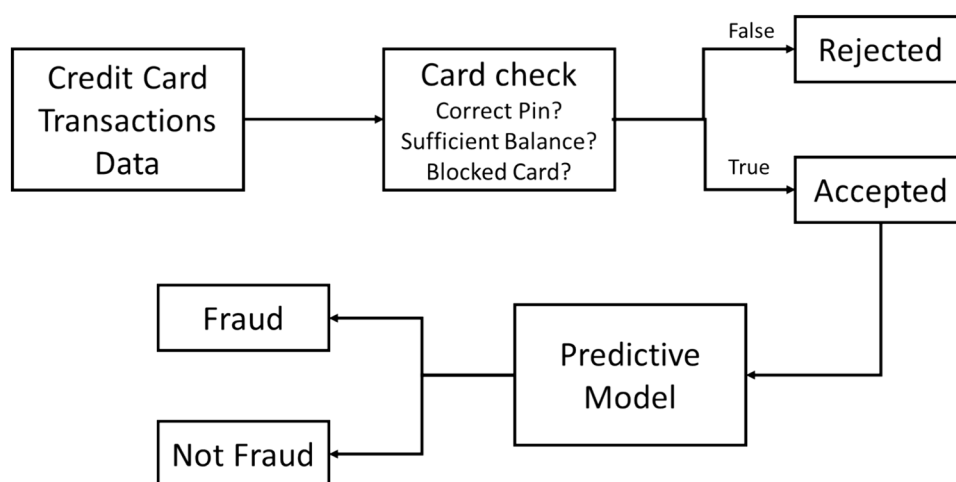 Credit Card
Transactions
Data
Card check
Correct Pin?
Sufficient Balance?
Blocked Card?
False
Rejected
True
Accepted
Fraud
Predictive
Model
Not Fraud